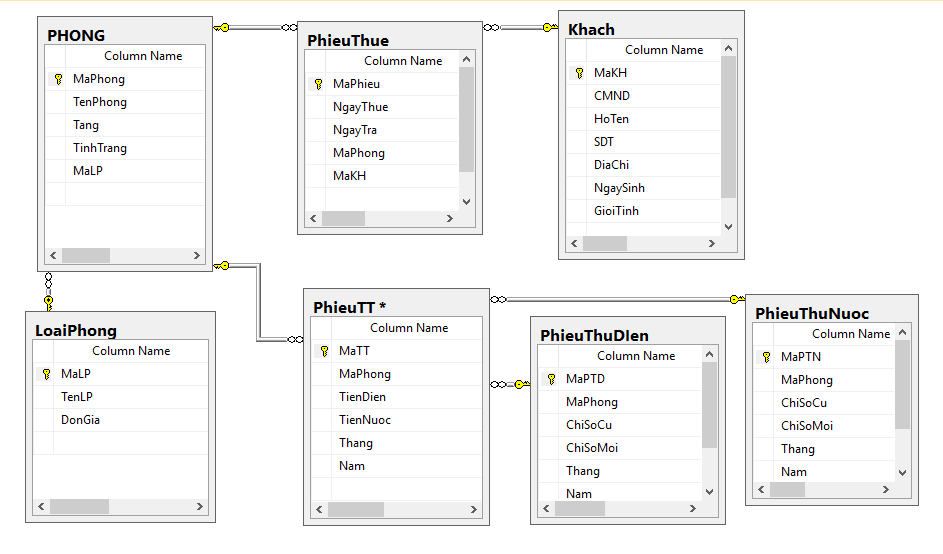 PHONG
Column Name
MaPhong
TenPhong
Tang
TinhTrang
MaLP
PhieuThue
Column Name
MaPhieu
NgayThue
NgayTra
MaPhong
MaKH
Khach
Column Name
MaKH
CMND
HoTen
SDT
DiaChi
NgaySinh
GioiTinh
LoaiPhong
Column Name
MaLP
TenLP
DonGia
PhieuTT *
Column Name
MaTT
MaPhong
TienDien
TienNuoc
Thang
Nam
PhieuThuDIen
Column Name
MaPTD
MaPhong
ChiSoCu
ChiSoMoi
Thang
Nam
PhieuThuNuoc
Column Name
MaPTN
MaPhong
ChiSoCu
ChiSoMoi
Thang
Nam